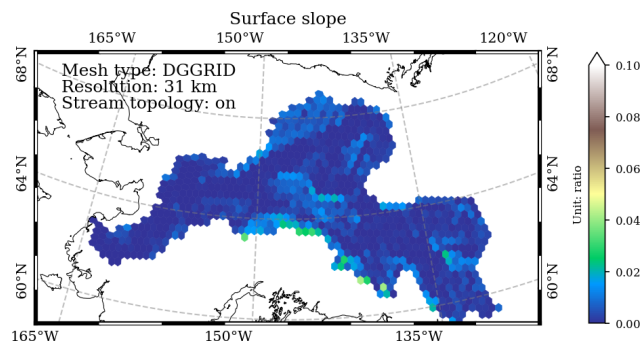 Surface slope
165°W 150°W 135°W 120°W
Mesh type: DGGRID
Resolution: 31 km
Stream topology: on
68°N
64°N
60°N
68°N
64°N
60°N
165°W 150°W 135°W
0.10
0.08
0.06
0.04
0.02
0.00
Unit: ratio